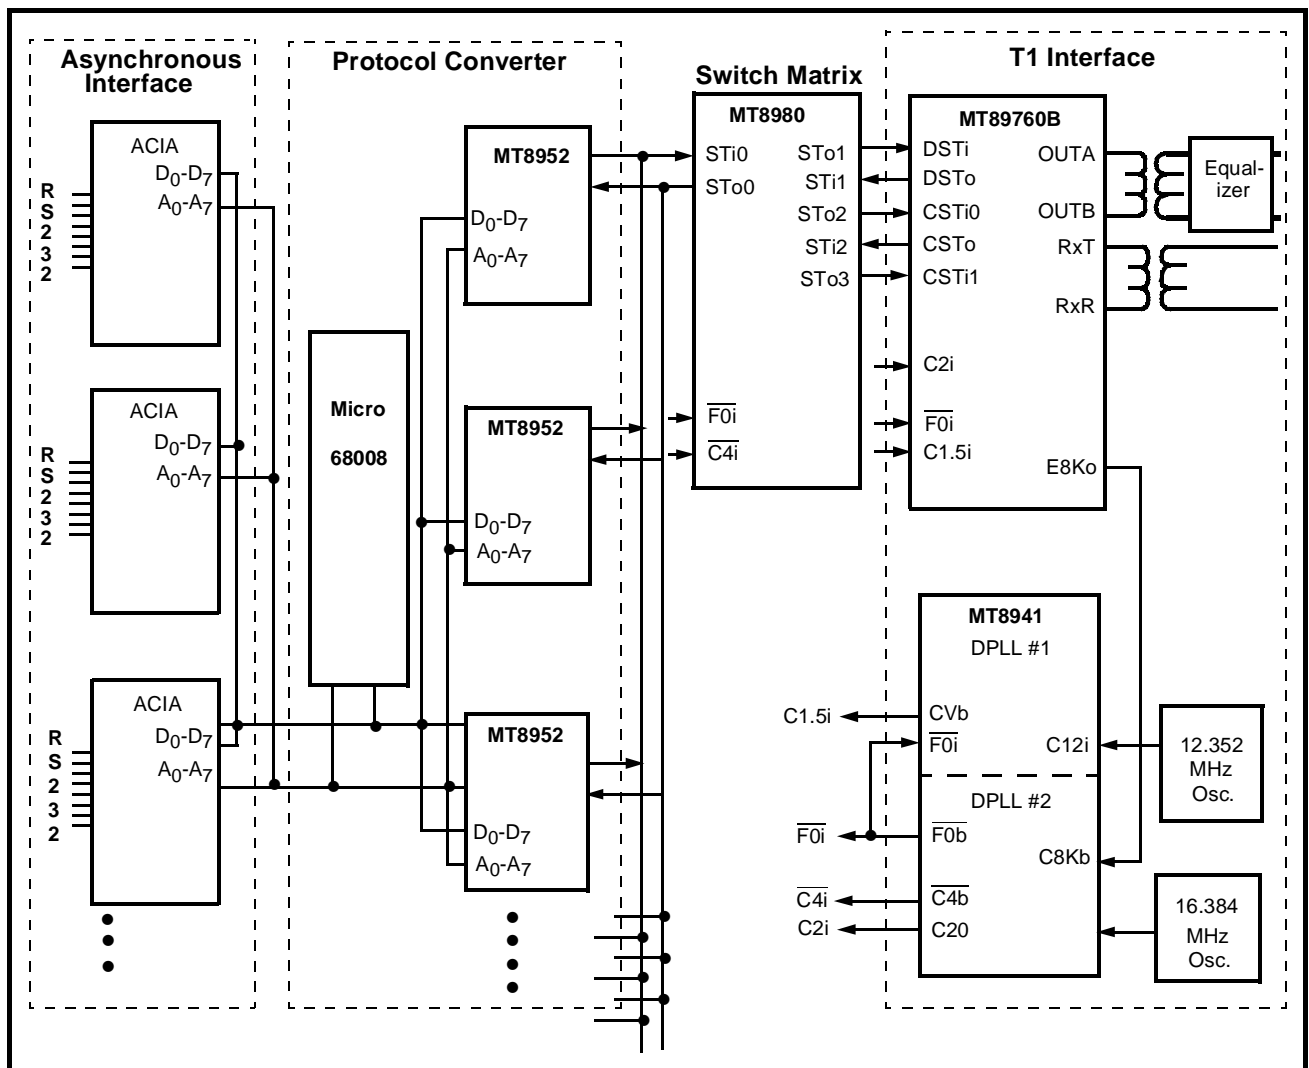 Asynchronous
Interface
Protocol Converter
Switch Matrix
T1 Interface
ACIA
D0-D7
A0-A7
R
S
2
3
2
ACIA
D0-D7
A0-A7
R
S
2
3
2
ACIA
D0-D7
A0-A7
R
S
2
3
2
Micro
68008
MT8952
D0-D7
A0-A7
MT8952
D0-D7
A0-A7
MT8952
D0-D7
A0-A7
MT8980
STi0
STo0
STo1
STi1
STo2
STi2
STo3
F0i
C4i
MT89760B
DSTi
DSTo
CSTi0
CSTo
CSTi1
C2i
F0i
C1.5i
OUTA
OUTB
RxT
RxR
E8Ko
Equal-
izer
MT8941
DPLL #1
CVb
F0i
C12i
DPLL #2
F0b
C8Kb
C4b
C20
C1.5i
F0i
C4i
C2i
12.352
MHz
Osc.
16.384
MHz
Osc.